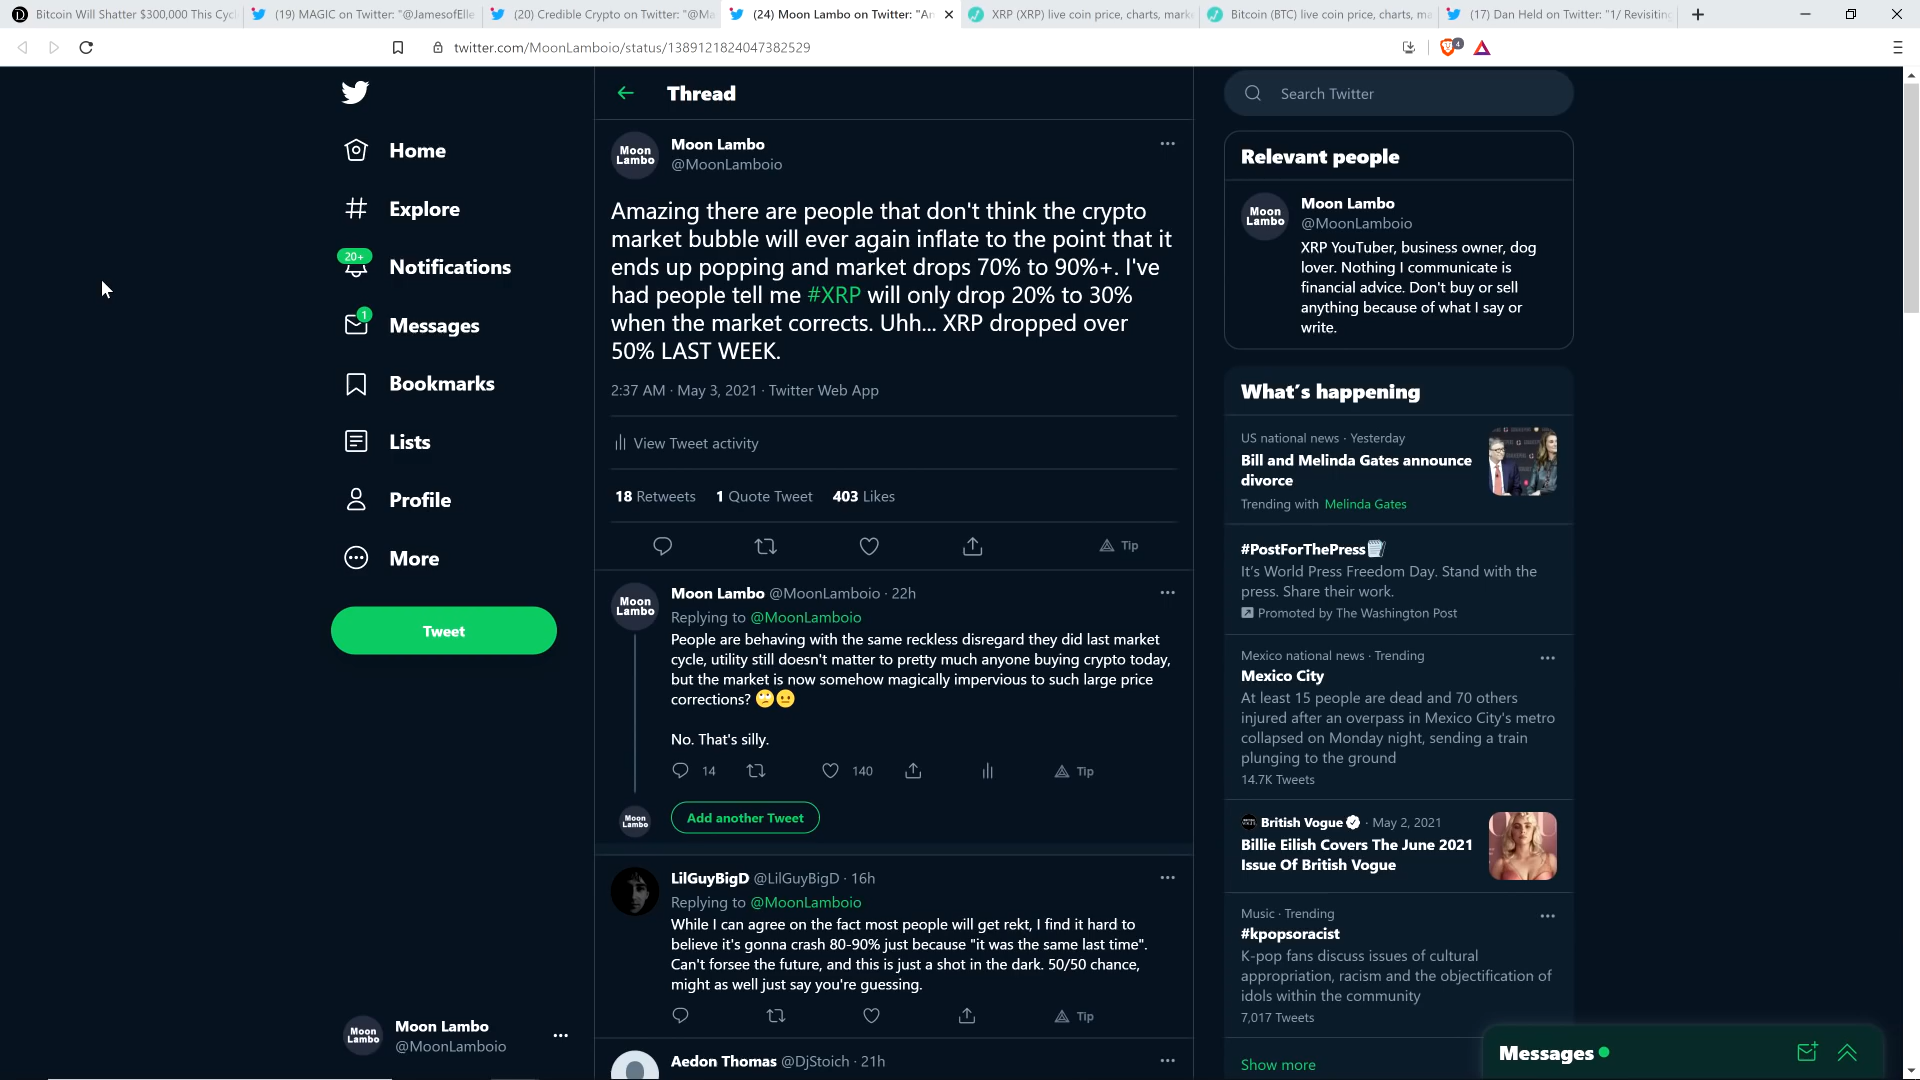 Bitcoin Will Shatter $300,000 This Cyc
(19) MAGIC on Twitter: "@JamesofElle
(20) Credible Crypto on Twitter: "@Ma
(24) Moon Lambo on Twitter: "An
XRP (XRP) live coin price, charts, mark
Bitcoin (BTC) live coin price, charts, ma
(17) Dan Held on Twitter: "1/ Revisiting
twitter.com/MoonLamboio/status/1389121824047382529
4
Home
Explore
20+
Notifications
1
Messages
Bookmarks
Lists
Profile
More
Tweet
Moon Lambo
Moon Lambo
@MoonLamboio
Thread
Moon Lambo
Moon Lambo
@MoonLamboio
Amazing there are people that don't think the crypto
market bubble will ever again inflate to the point that it
ends up popping and market drops 70% to 90%+. I've
had people tell me #XRP will only drop 20% to 30%
when the market corrects. Uhh... XRP dropped over
50% LAST WEEK.
2:37 AM · May 3, 2021 · Twitter Web App
View Tweet activity
18 Retweets 1 Quote Tweet 403 Likes
Tip
Moon Lambo
Moon Lambo @MoonLamboio · 22h
Replying to @MoonLamboio
People are behaving with the same reckless disregard they did last market
cycle, utility still doesn't matter to pretty much anyone buying crypto today,
but the market is now somehow magically impervious to such large price
corrections? 🙄😐
No. That's silly.
14 140 Tip
Moon Lambo
Add another Tweet
LilGuyBigD @LilGuyBigD · 16h
Replying to @MoonLamboio
While I can agree on the fact most people will get rekt, I find it hard to
believe it's gonna crash 80-90% just because "it was the same last time".
Can't forsee the future, and this is just a shot in the dark. 50/50 chance,
might as well just say you're guessing.
Tip
Aedon Thomas @DjStoich · 21h
Search Twitter
Relevant people
Moon Lambo
Moon Lambo
@MoonLamboio
XRP YouTuber, business owner, dog
lover. Nothing I communicate is
financial advice. Don't buy or sell
anything because of what I say or
write.
What's happening
US national news · Yesterday
Bill and Melinda Gates announce
divorce
Trending with Melinda Gates
#PostForThePress
It's World Press Freedom Day. Stand with the
press. Share their work.
Promoted by The Washington Post
Mexico national news · Trending
Mexico City
At least 15 people are dead and 70 others
injured after an overpass in Mexico City's metro
collapsed on Monday night, sending a train
plunging to the ground
14.7K Tweets
British Vogue · May 2, 2021
Billie Eilish Covers The June 2021
Issue Of British Vogue
Music · Trending
#kpopsoracist
K-pop fans discuss issues of cultural
appropriation, racism and the objectification of
idols within the community
7,017 Tweets
Show more
Messages